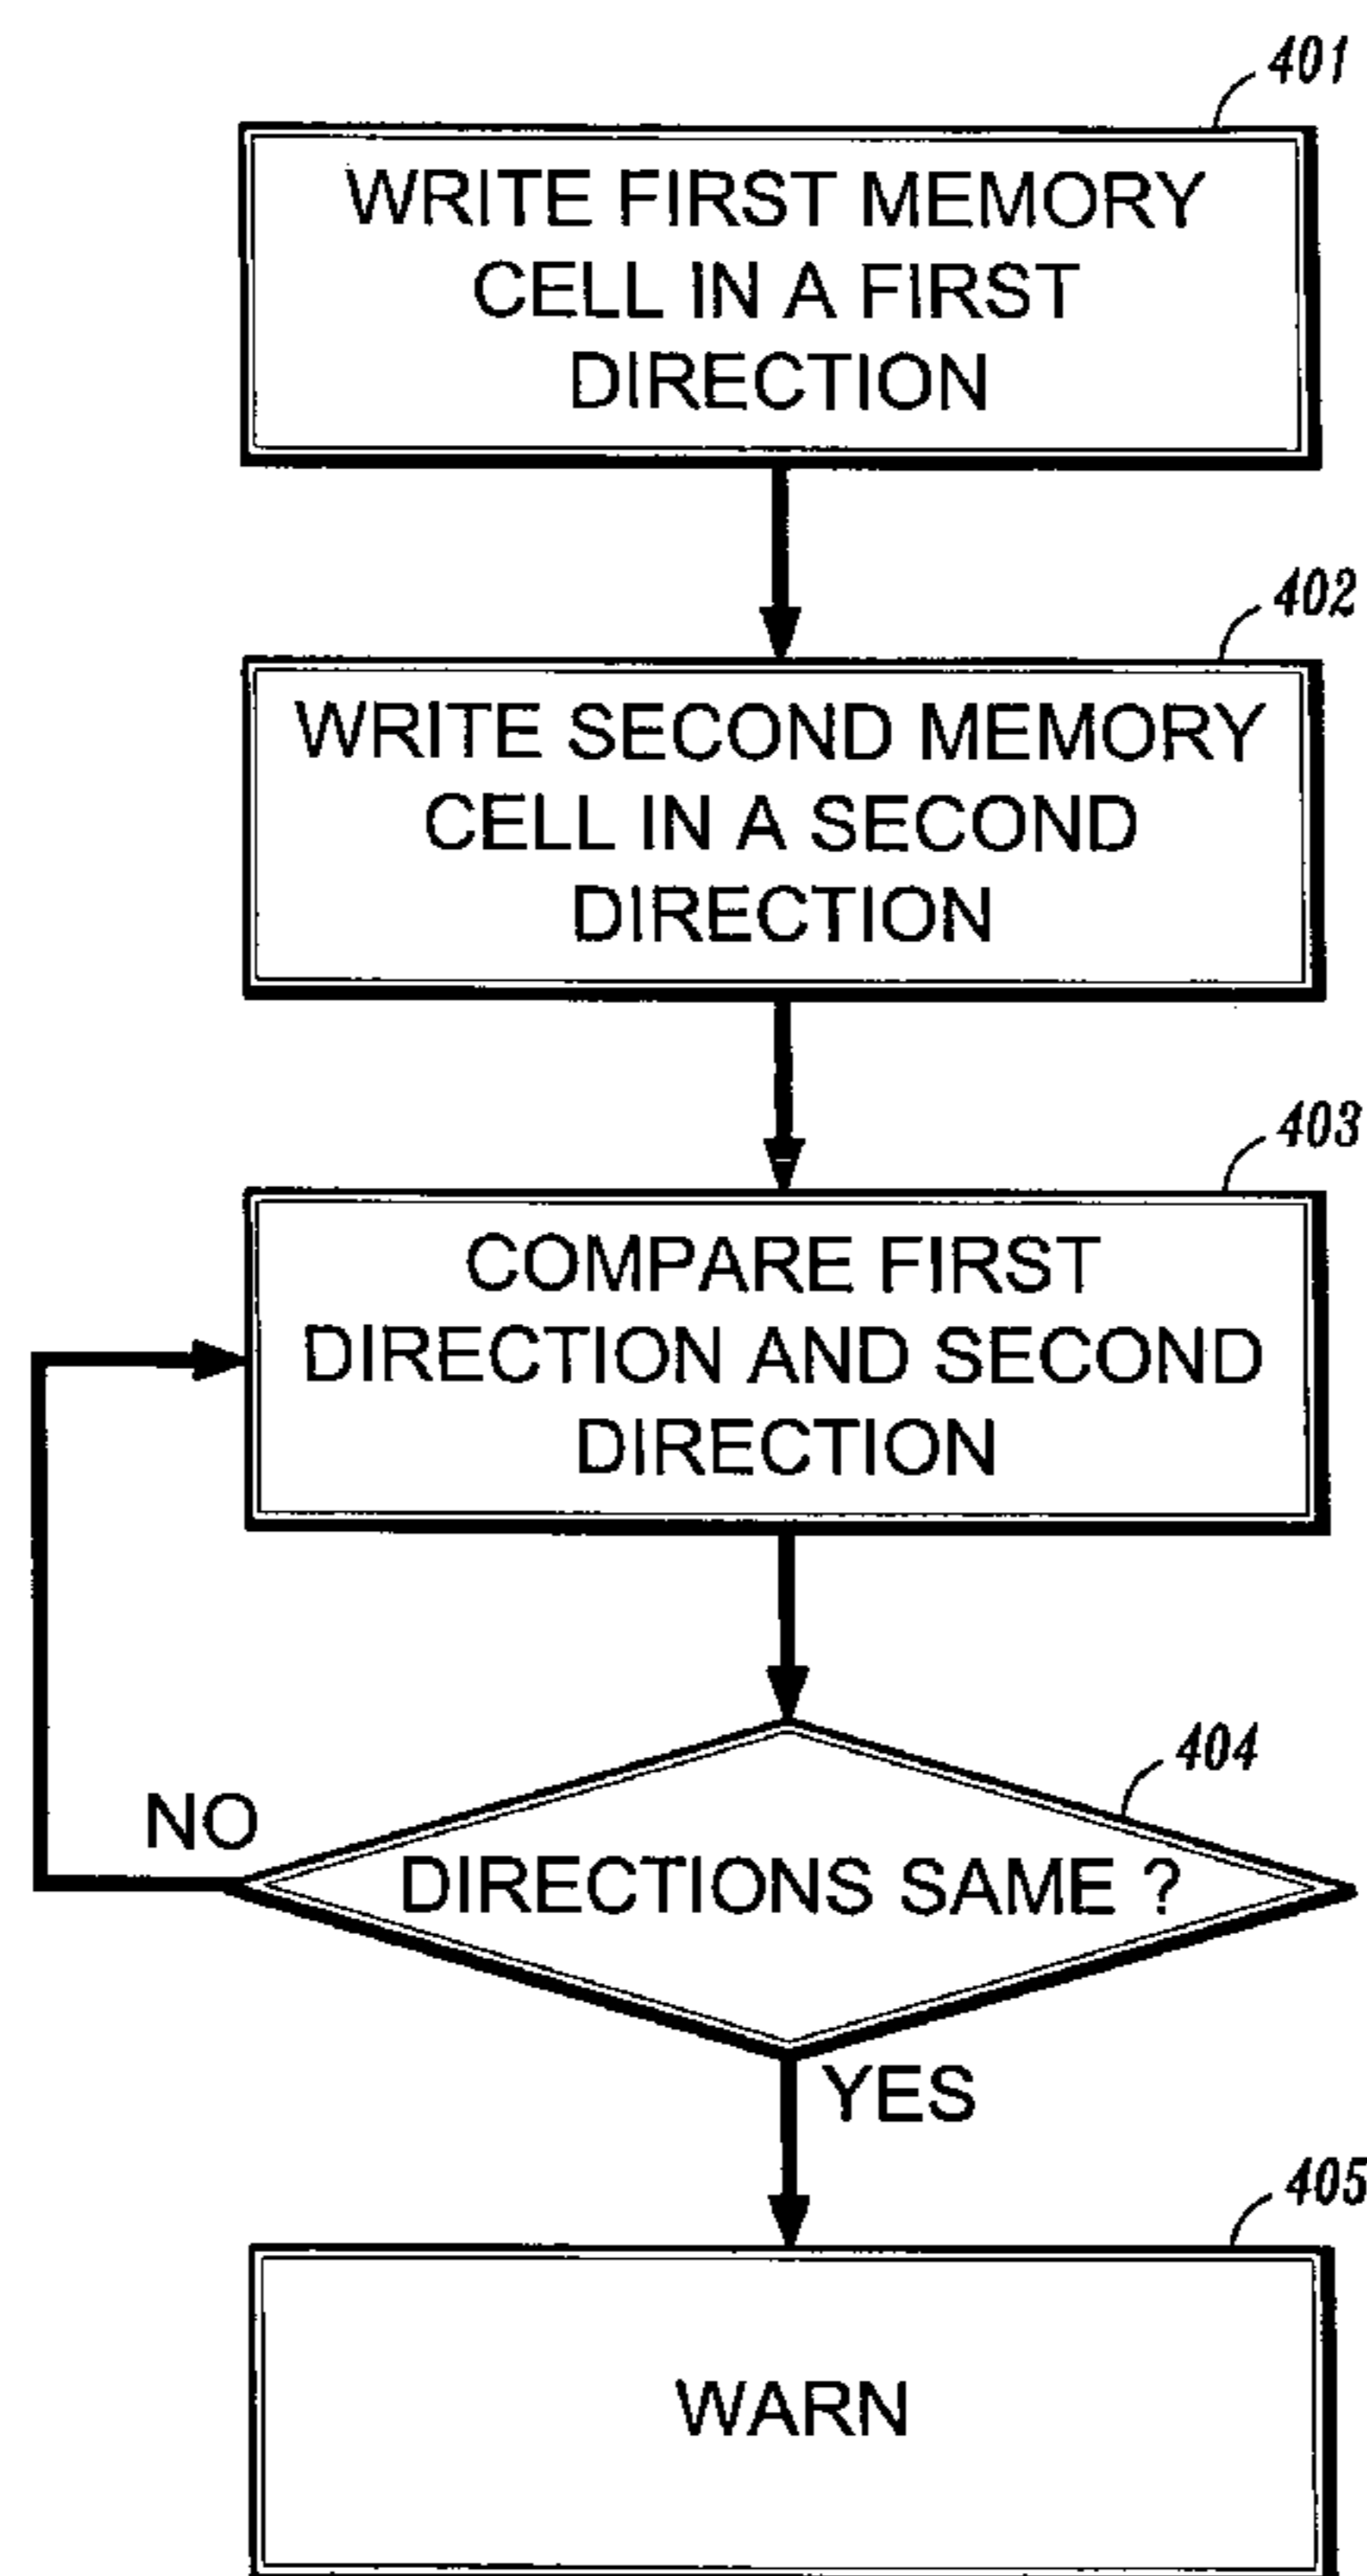 401
WRITE FIRST MEMORY
CELL IN A FIRST
DIRECTION
402
WRITE SECOND MEMORY
CELL IN A SECOND
DIRECTION
403
COMPARE FIRST
DIRECTION AND SECOND
DIRECTION
404
NO
DIRECTIONS SAME ?
YES
405
WARN